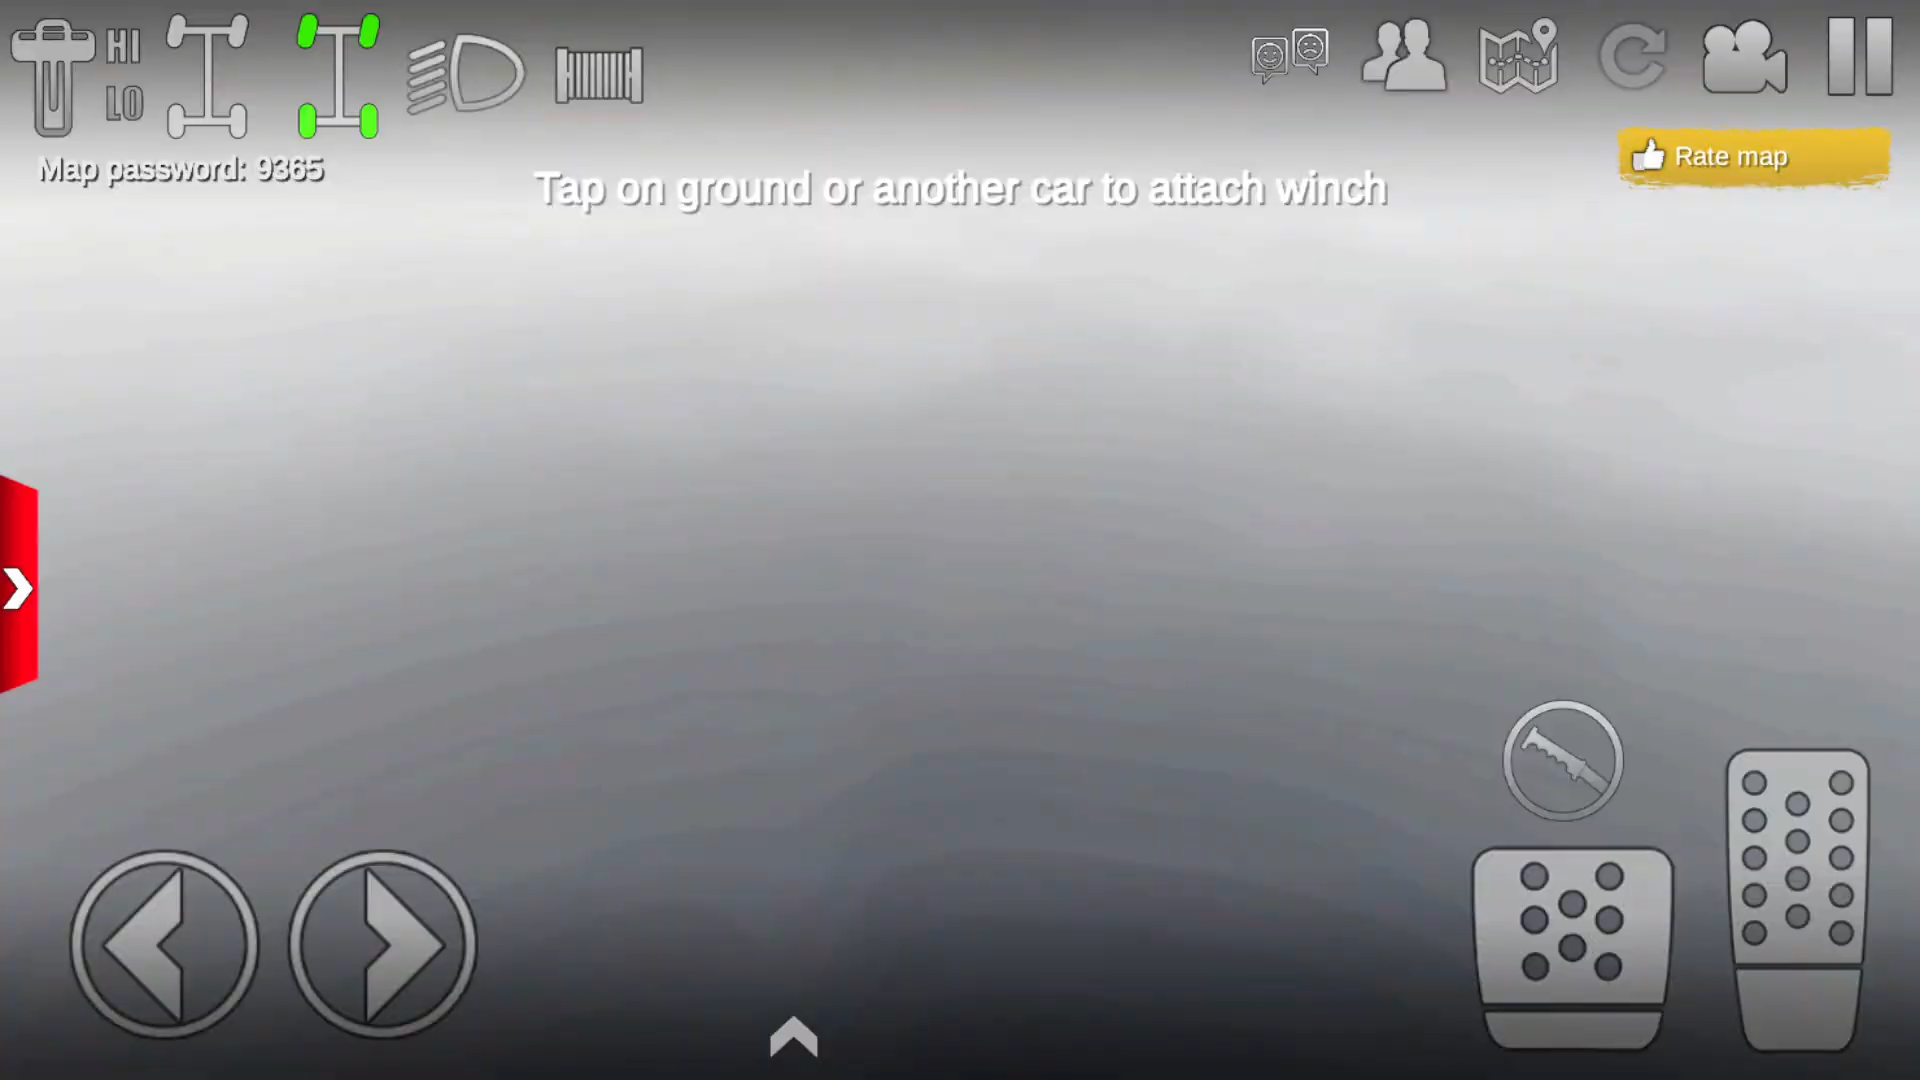 HI
LO
Map password: 9365
Tap on ground or another car to attach winch
Rate map